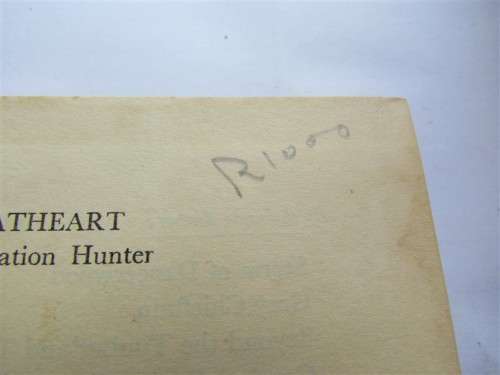 R1000
ATHEART
ation Hunter